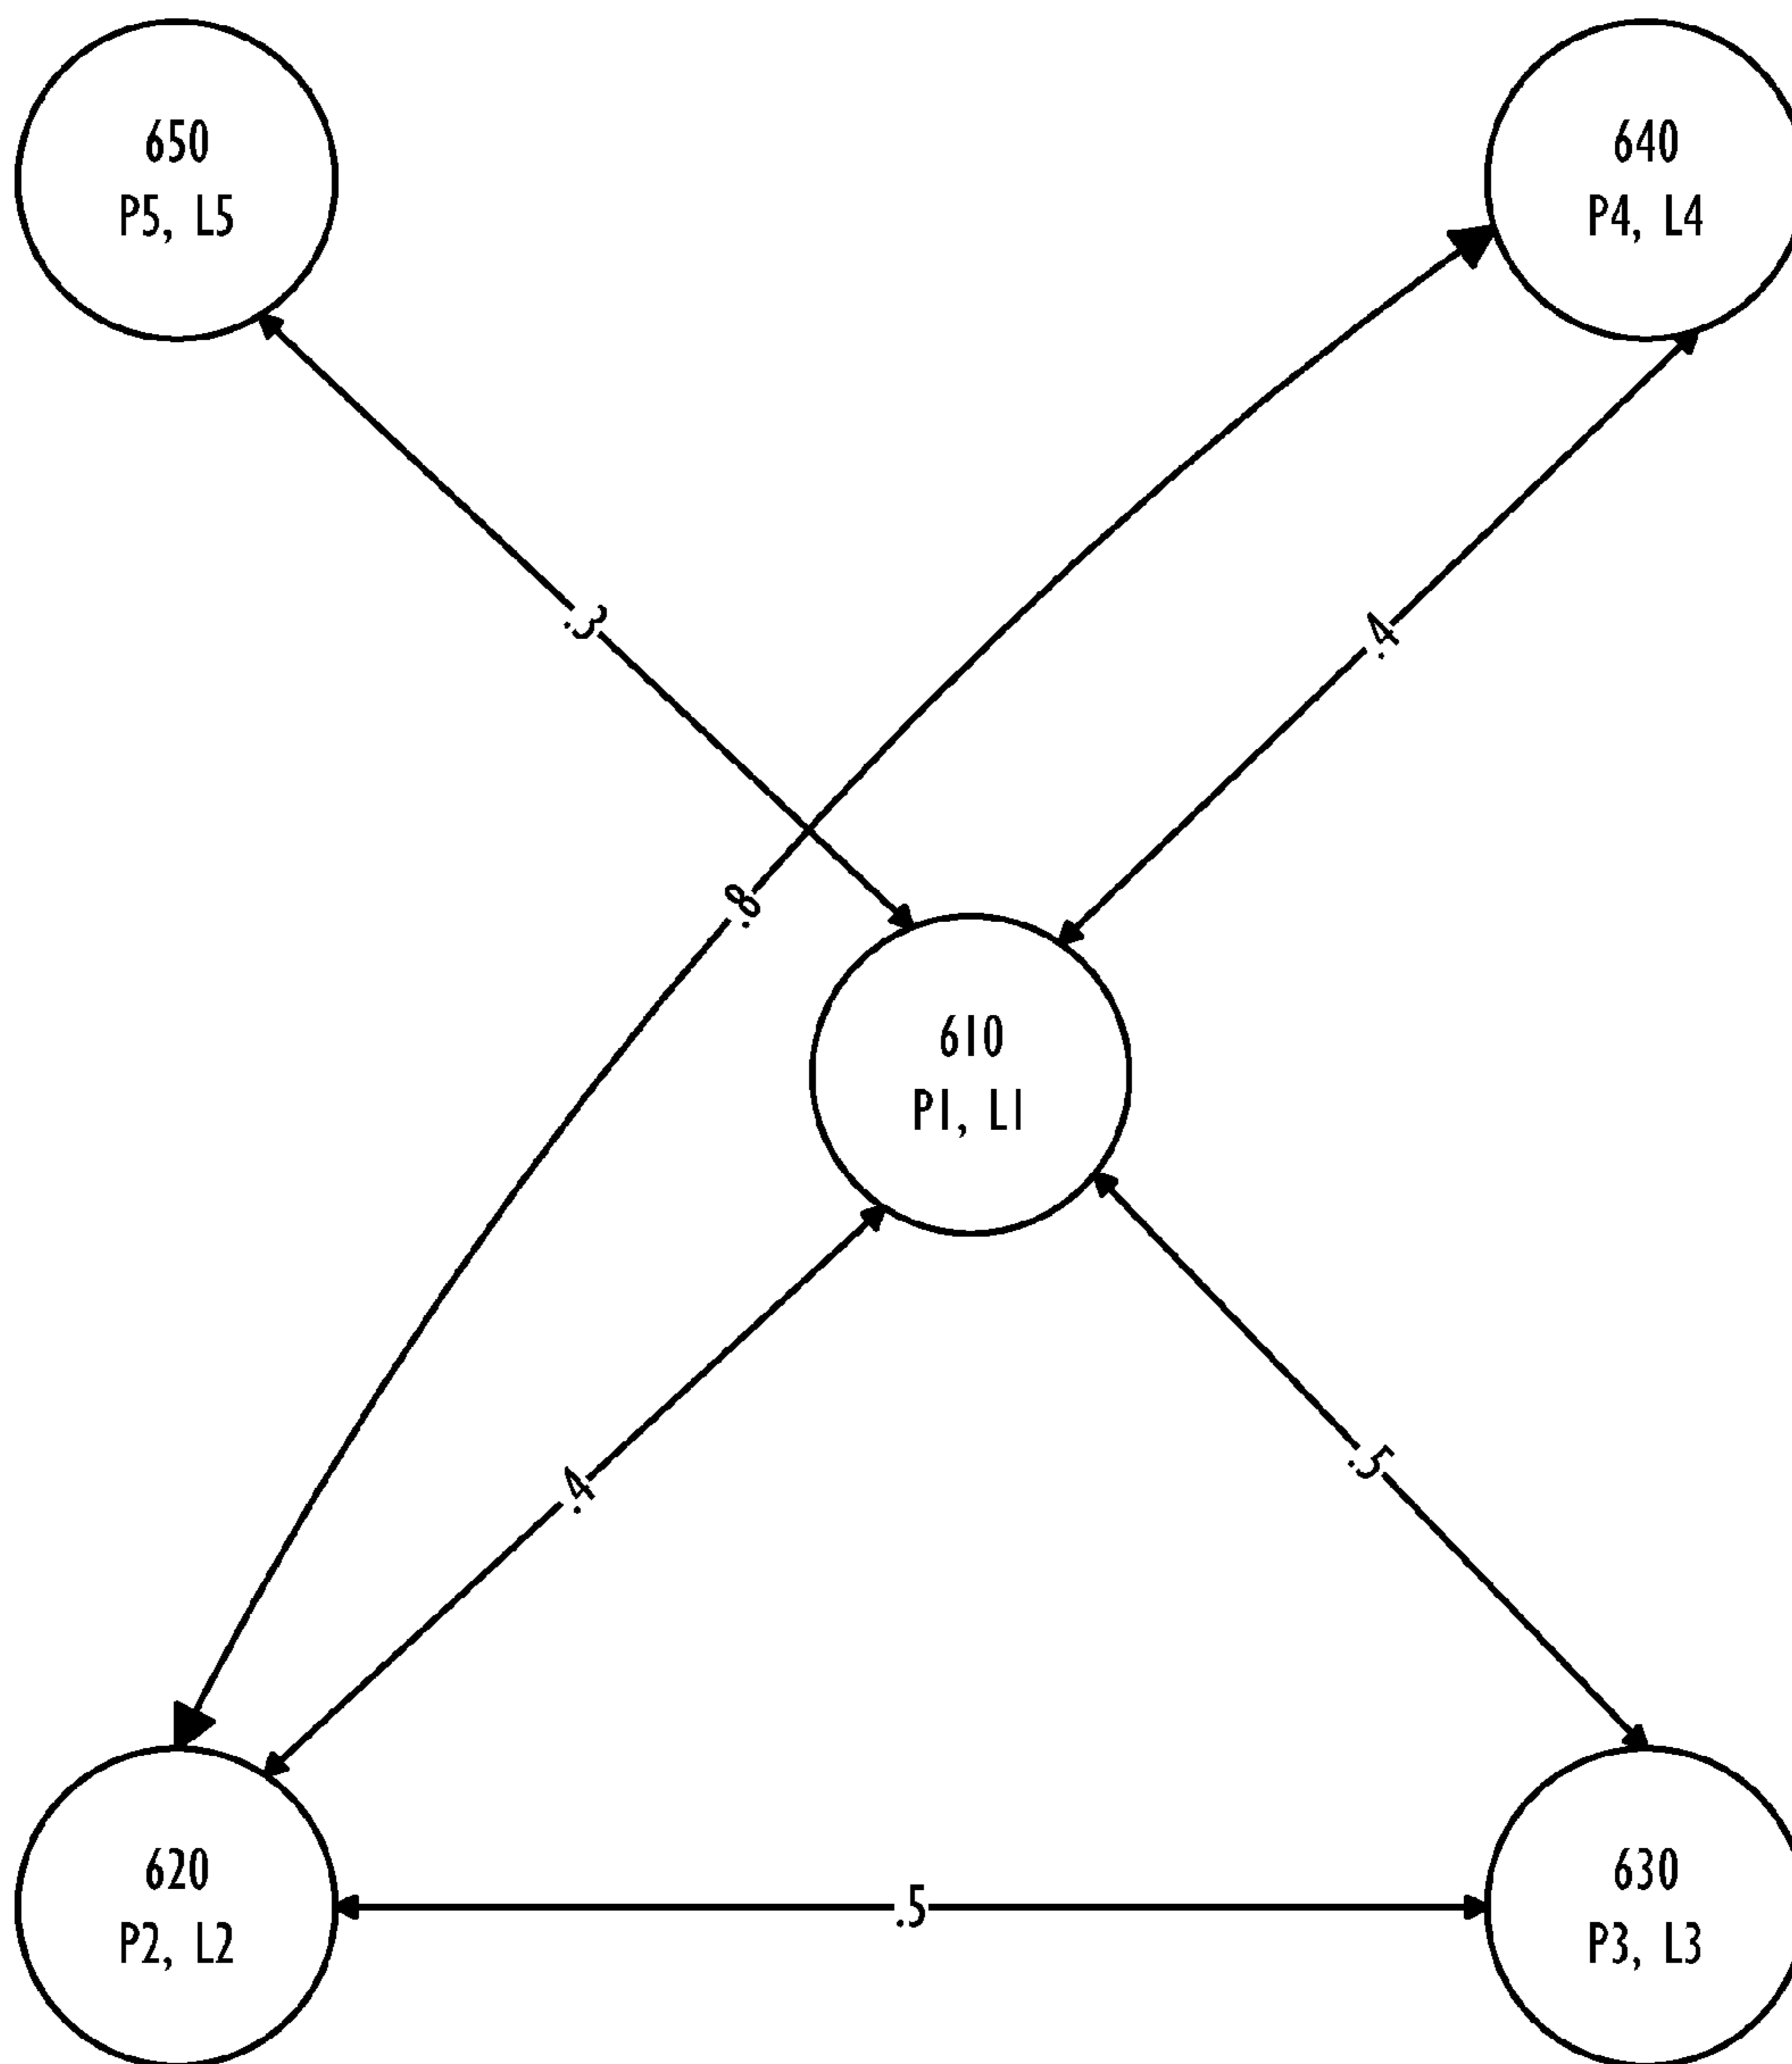 650
P5, L5
640
P4, L4
.3
.4
.8
610
P1, L1
.4
.5
620
P2, L2
.5
630
P3, L3